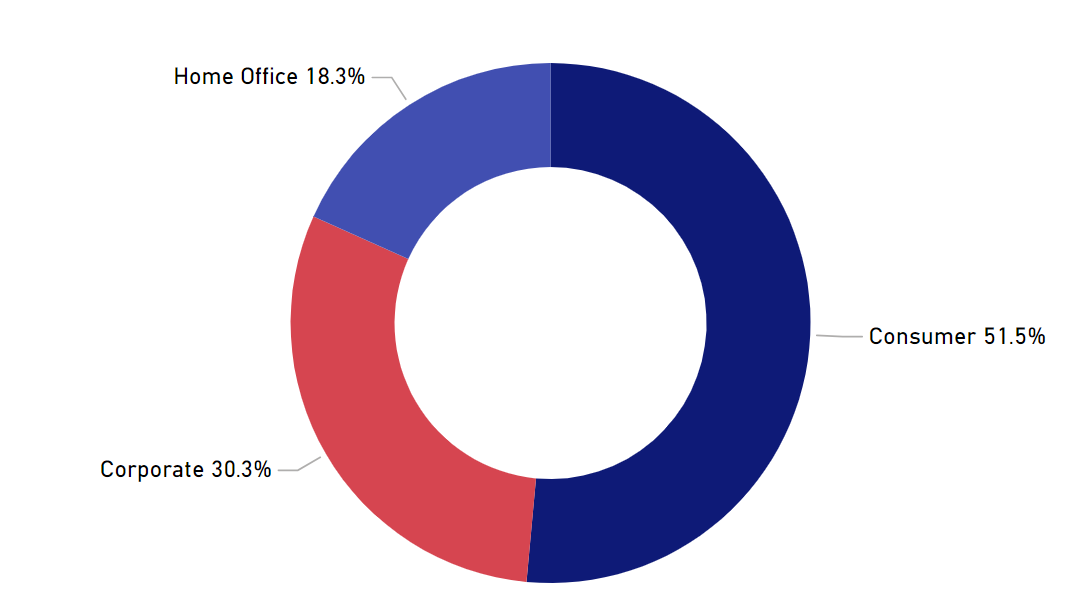 Home Office 18.3%
Consumer 51.5%
Corporate 30.3%